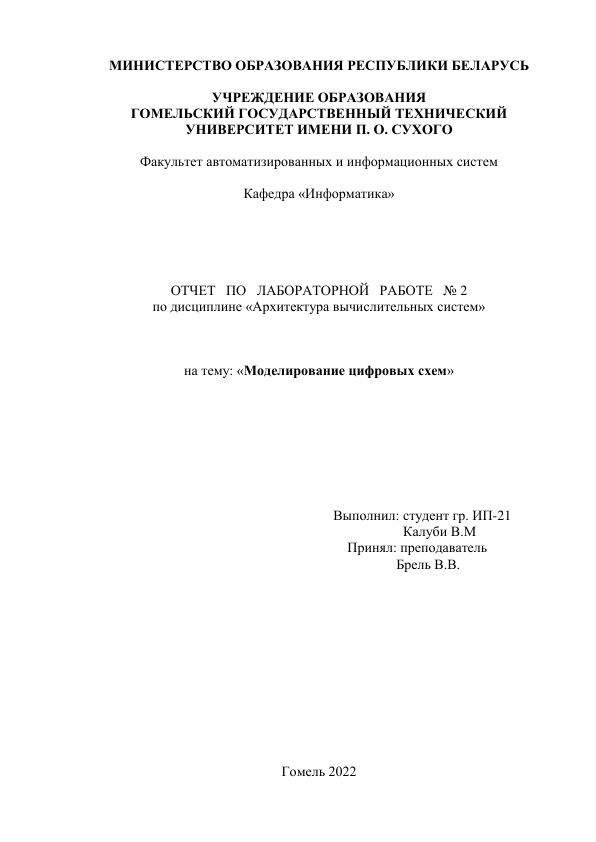 МИНИСТЕРСТВО ОБРАЗОВАНИЯ РЕСПУБЛИКИ БЕЛАРУСЬ
УЧРЕЖДЕНИЕ ОБРАЗОВАНИЯ
ГОМЕЛЬСКИЙ ГОСУДАРСТВЕННЫЙ ТЕХНИЧЕСКИЙ
УНИВЕРСИТЕТ ИМЕНИ П. О. СУХОГО
Факультет автоматизированных и информационных систем
Кафедра «Информатика»
ОТЧЕТ ПО ЛАБОРАТОРНОЙ РАБОТЕ № 2
по дисциплине «Архитектура вычислительных систем»
на тему: «Моделирование цифровых схем»
Выполнил: студент гр. ИП-21
Калуби В.М
Принял: преподаватель
Брель В.В.
Гомель 2022